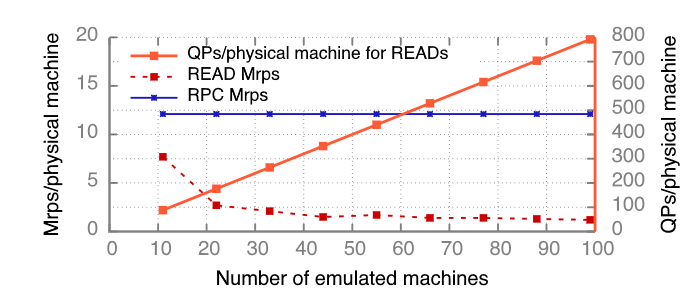 QPs/physical machine for READs
READ Mrps
RPC Mrps
Mrps/physical machine
20
15
10
5
0
QPs/physical machine
800
700
600
500
400
300
200
100
0
0 10 20 30 40 50 60 70 80 90 100
Number of emulated machines